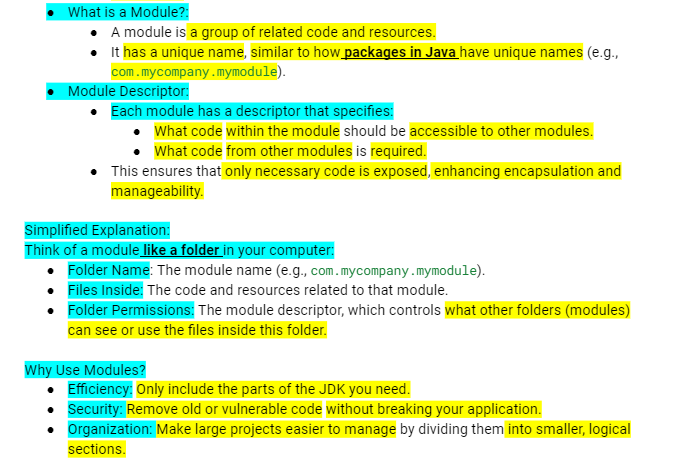 ● What is a Module?:
● A module is a group of related code and resources.
● It has a unique name, similar to how packages in Java have unique names (e.g.,
com.mycompany.mymodule).
● Module Descriptor:
● Each module has a descriptor that specifies:
● What code within the module should be accessible to other modules.
● What code from other modules is required.
● This ensures that only necessary code is exposed, enhancing encapsulation and
manageability.
Simplified Explanation:
Think of a module like a folder in your computer:
● Folder Name: The module name (e.g., com.mycompany.mymodule).
● Files Inside: The code and resources related to that module.
● Folder Permissions: The module descriptor, which controls what other folders (modules)
can see or use the files inside this folder.
Why Use Modules?
● Efficiency: Only include the parts of the JDK you need.
● Security: Remove old or vulnerable code without breaking your application.
● Organization: Make large projects easier to manage by dividing them into smaller, logical
sections.